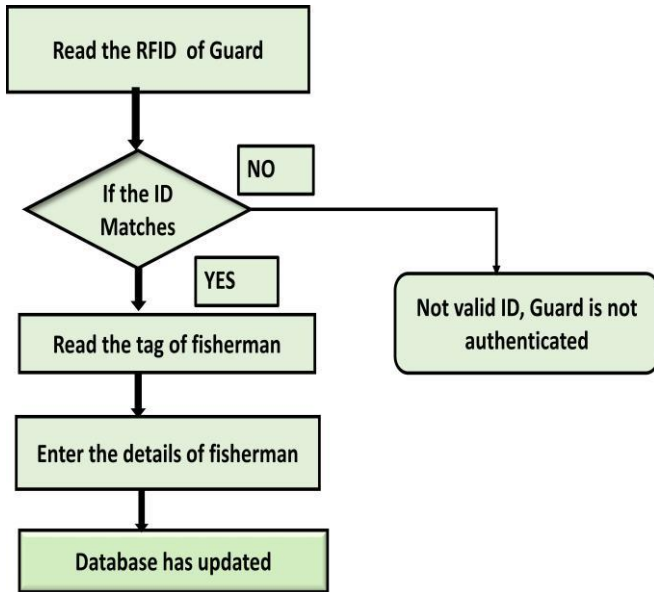 Read the RFID of Guard
If the ID
Matches
NO
YES
Not valid ID, Guard is not
authenticated
Read the tag of fisherman
Enter the details of fisherman
Database has updated